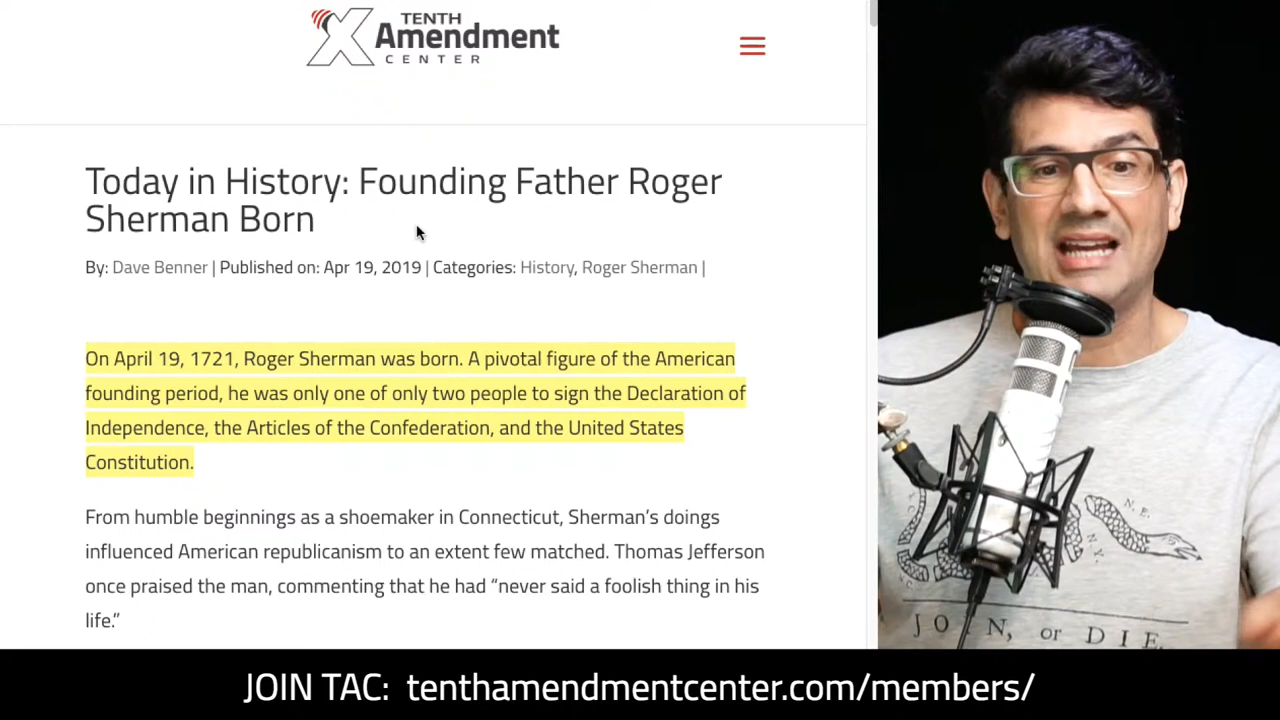 TENTH
Amendment
CENTER
Today in History: Founding Father Roger
Sherman Born
By: Dave Benner | Published on: Apr 19, 2019 | Categories: History, Roger Sherman |
On April 19, 1721, Roger Sherman was born. A pivotal figure of the American
founding period, he was only one of only two people to sign the Declaration of
Independence, the Articles of the Confederation, and the United States
Constitution.
From humble beginnings as a shoemaker in Connecticut, Sherman’s doings
influenced American republicanism to an extent few matched. Thomas Jefferson
once praised the man, commenting that he had “never said a foolish thing in his
life.”
N.E.
N.Y.
JOIN, or DIE
JOIN TAC: tenthamendmentcenter.com/members/